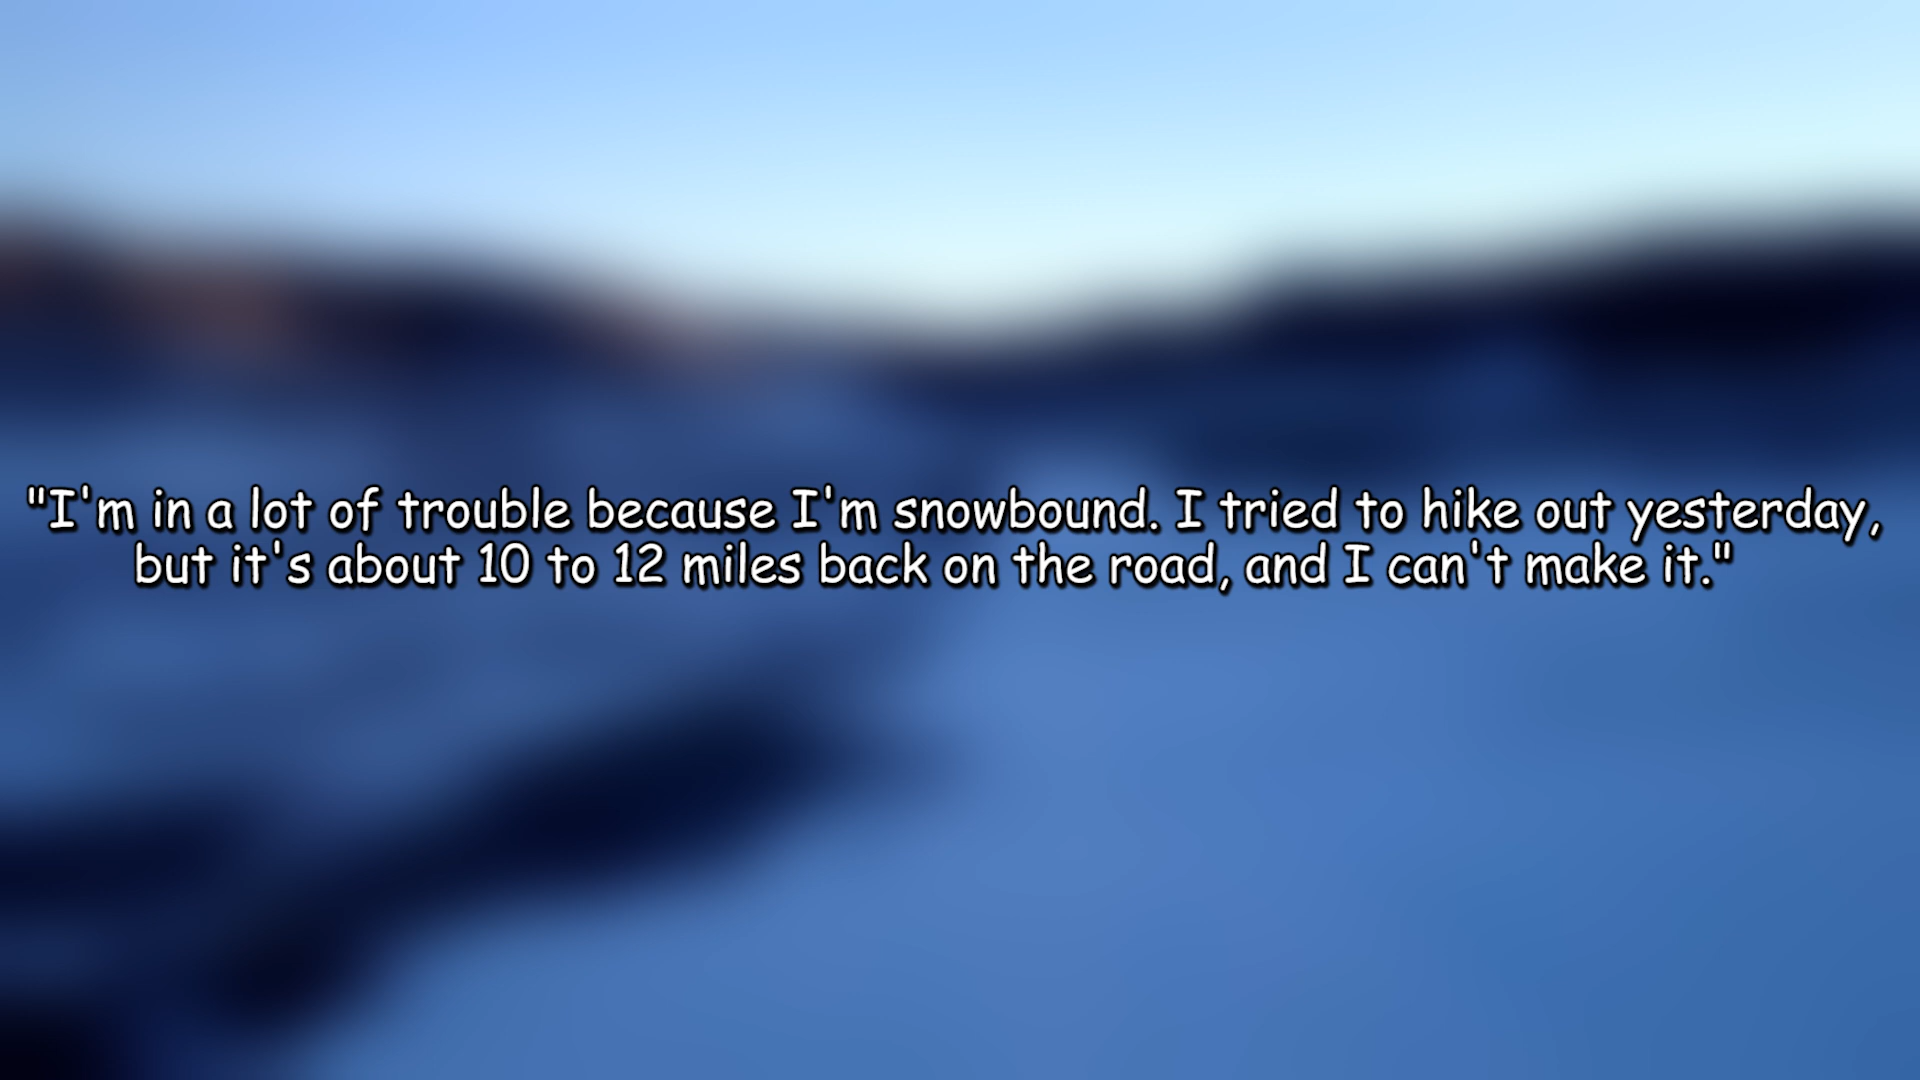 "I'm in a lot of trouble because I'm snowbound. I tried to hike out yesterday,
but it's about 10 to 12 miles back on the road, and I can't make it."